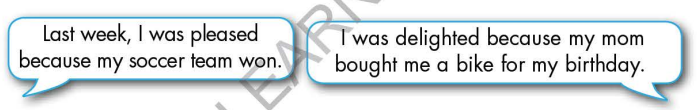 Last week, I was pleased
because my soccer team won.
I was delighted because my mom
bought me a bike for my birthday.
LEARN